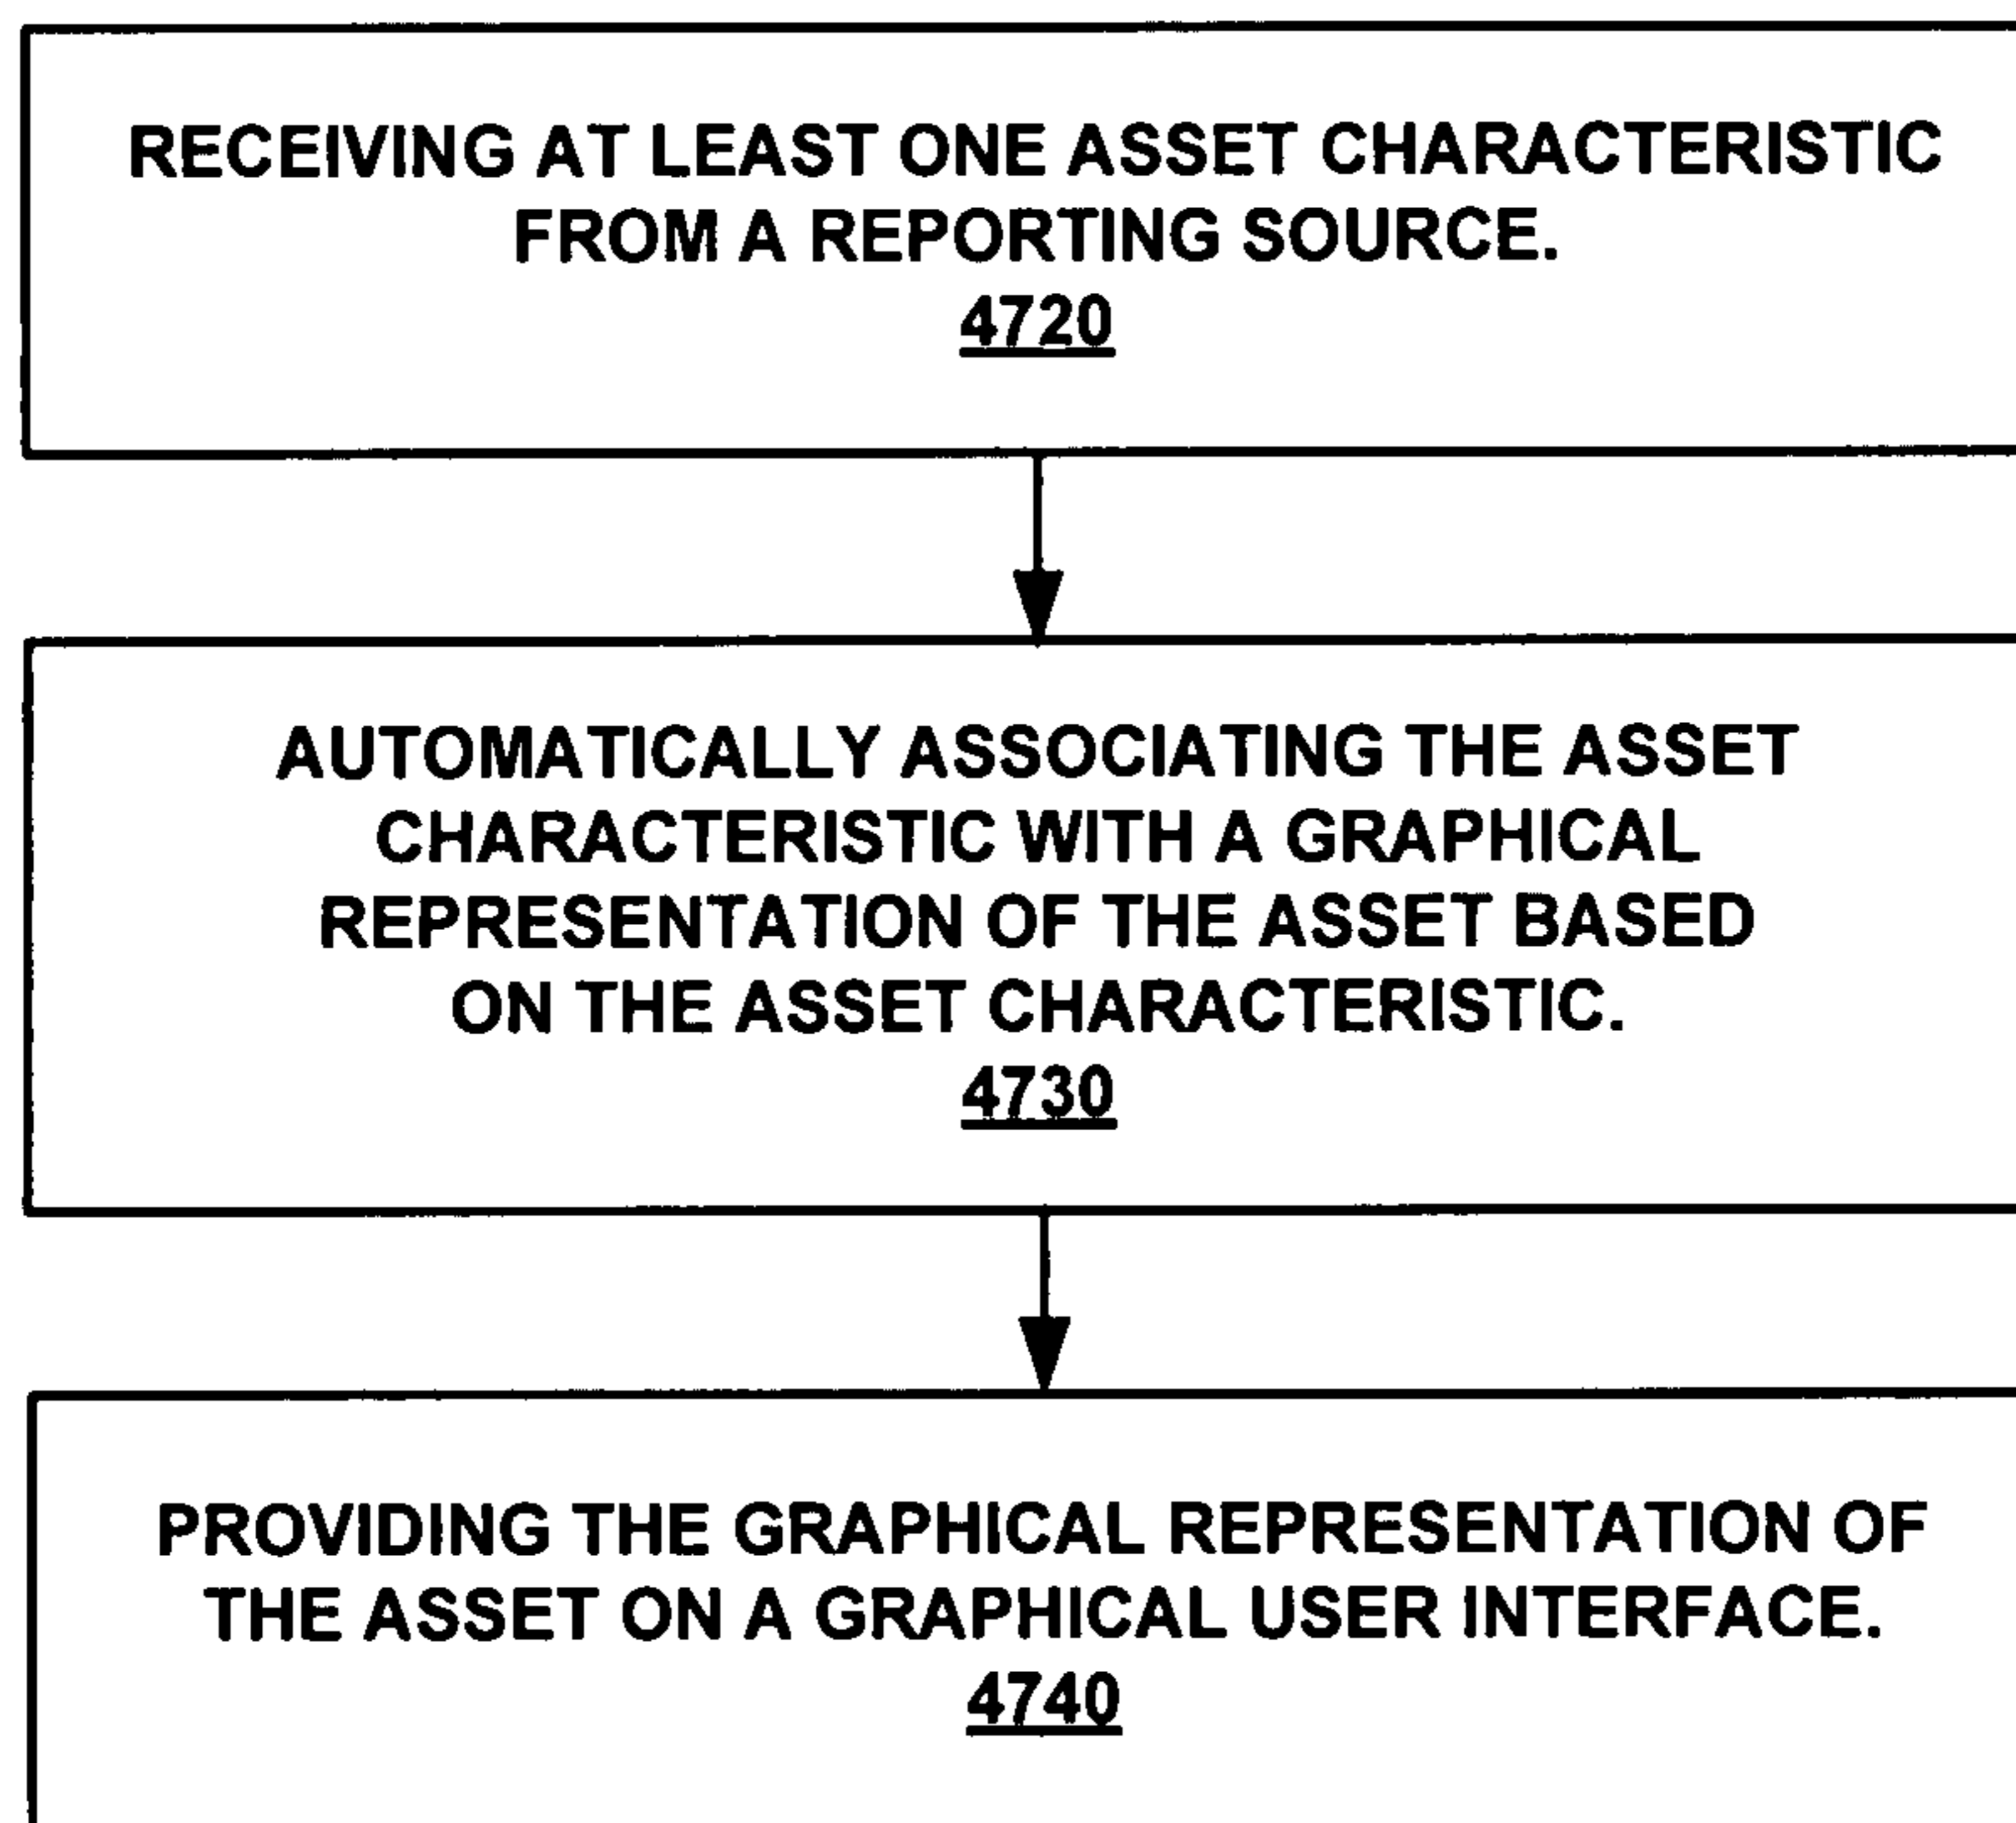 RECEIVING AT LEAST ONE ASSET CHARACTERISTIC
FROM A REPORTING SOURCE.
4720
AUTOMATICALLY ASSOCIATING THE ASSET
CHARACTERISTIC WITH A GRAPHICAL
REPRESENTATION OF THE ASSET BASED
ON THE ASSET CHARACTERISTIC.
4730
PROVIDING THE GRAPHICAL REPRESENTATION OF
THE ASSET ON A GRAPHICAL USER INTERFACE.
4740